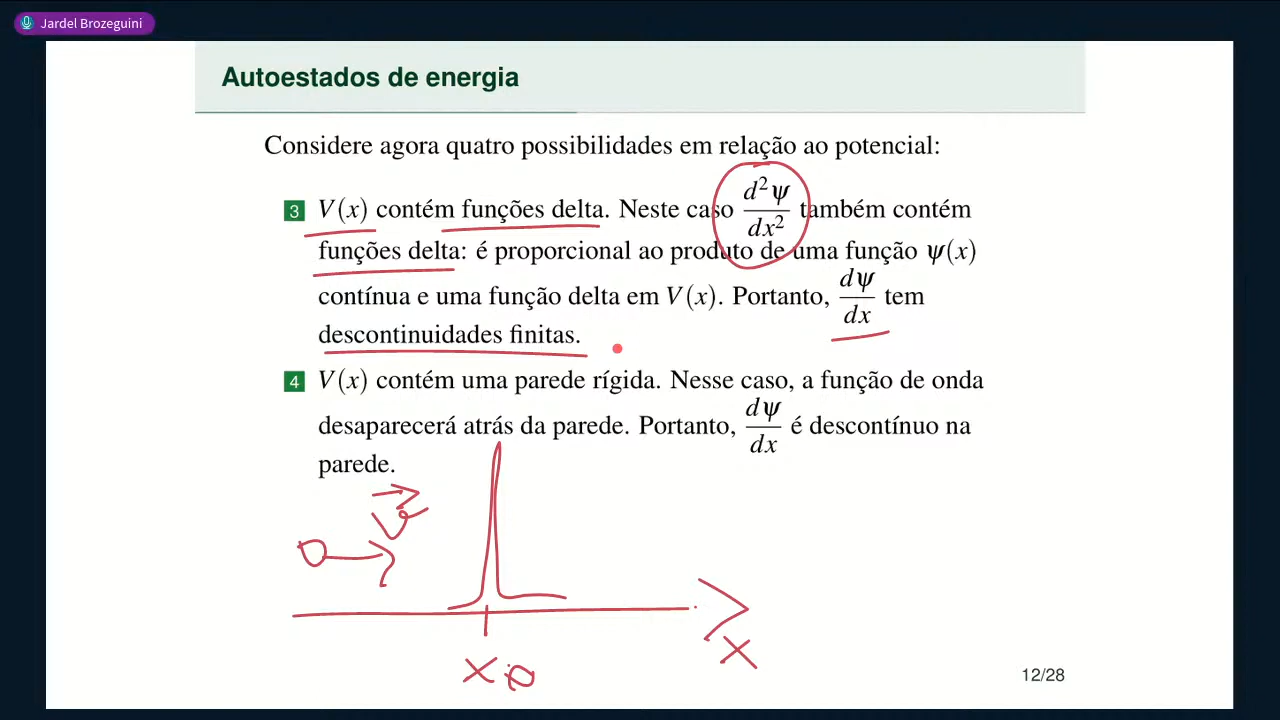 Jardel Brozeguini
Autoestados de energia
Considere agora quatro possibilidades em relação ao potencial:
3 V(x) contém funções delta. Neste caso d²ψ/dx² também contém
funções delta: é proporcional ao produto de uma função ψ(x)
contínua e uma função delta em V(x). Portanto, dψ/dx tem
descontinuidades finitas.
4 V(x) contém uma parede rígida. Nesse caso, a função de onda
desaparecerá atrás da parede. Portanto, dψ/dx é descontínuo na
parede.
x
12/28